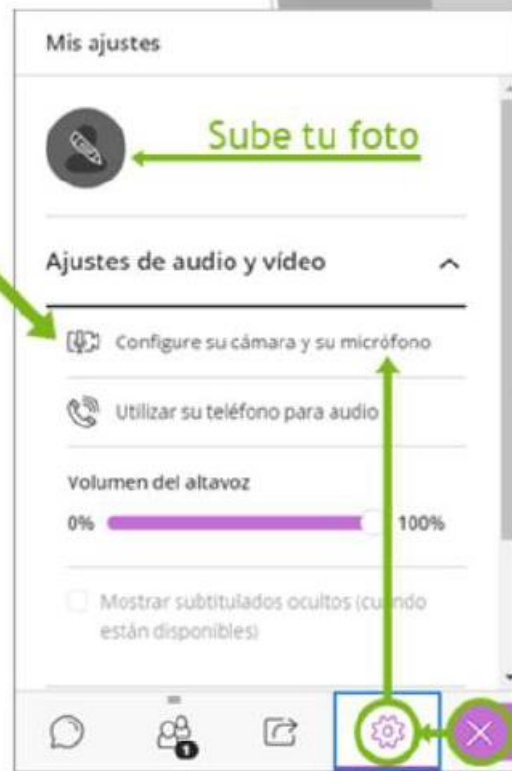 Mis ajustes
Sube tu foto
Ajustes de audio y vídeo
Configure su cámara y su micrófono
Utilizar su teléfono para audio
Volumen del altavoz
0% 100%
Mostrar subtitulados ocultos (cuando
están disponibles)
1